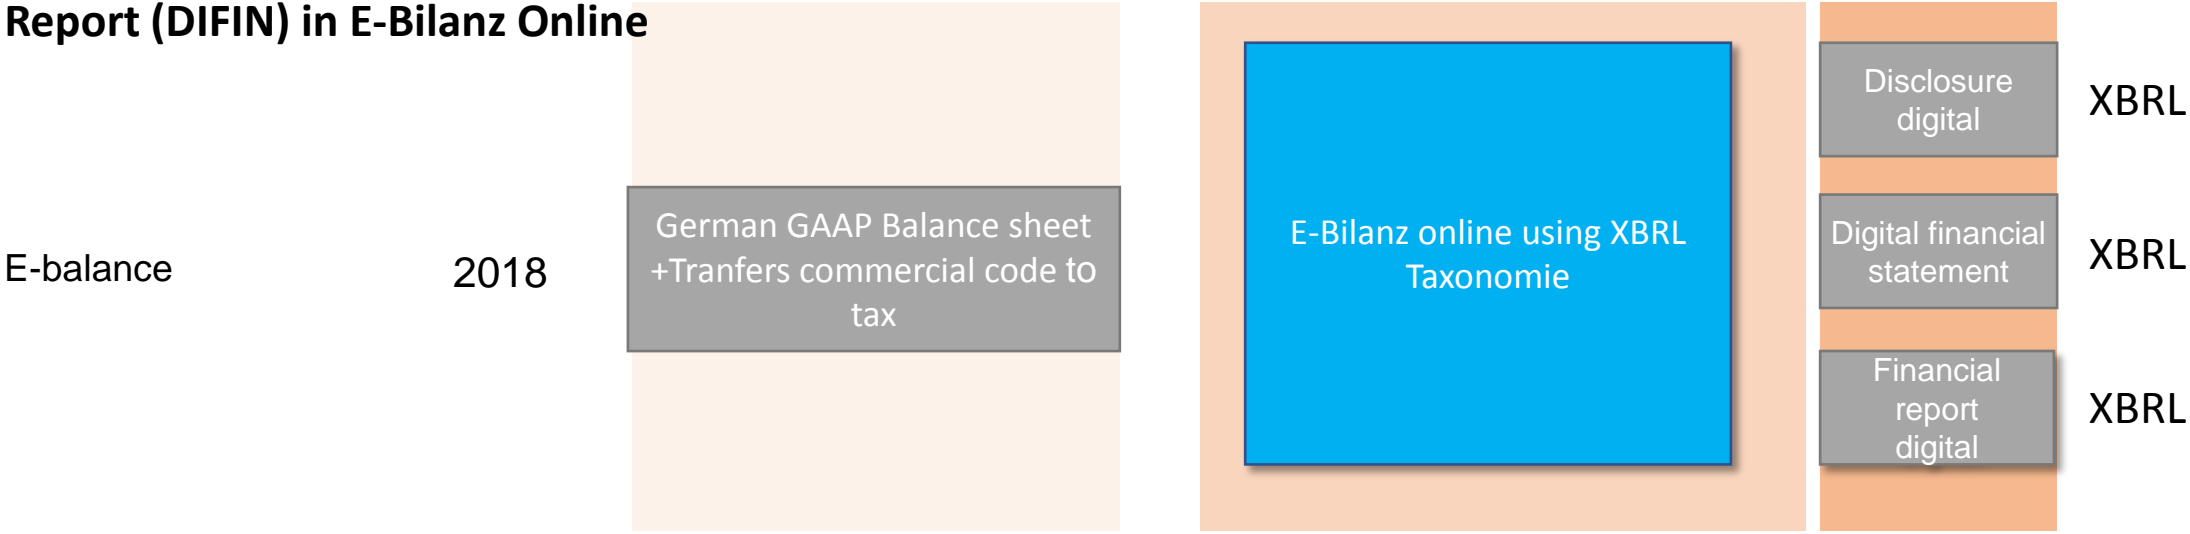 Report (DIFIN) in E-Bilanz Online
E-balance
2018
German GAAP Balance sheet
+Tranfers commercial code to
tax
E-Bilanz online using XBRL
Taxonomie
Disclosure
digital
XBRL
Digital financial
statement
XBRL
Financial
report
digital
XBRL